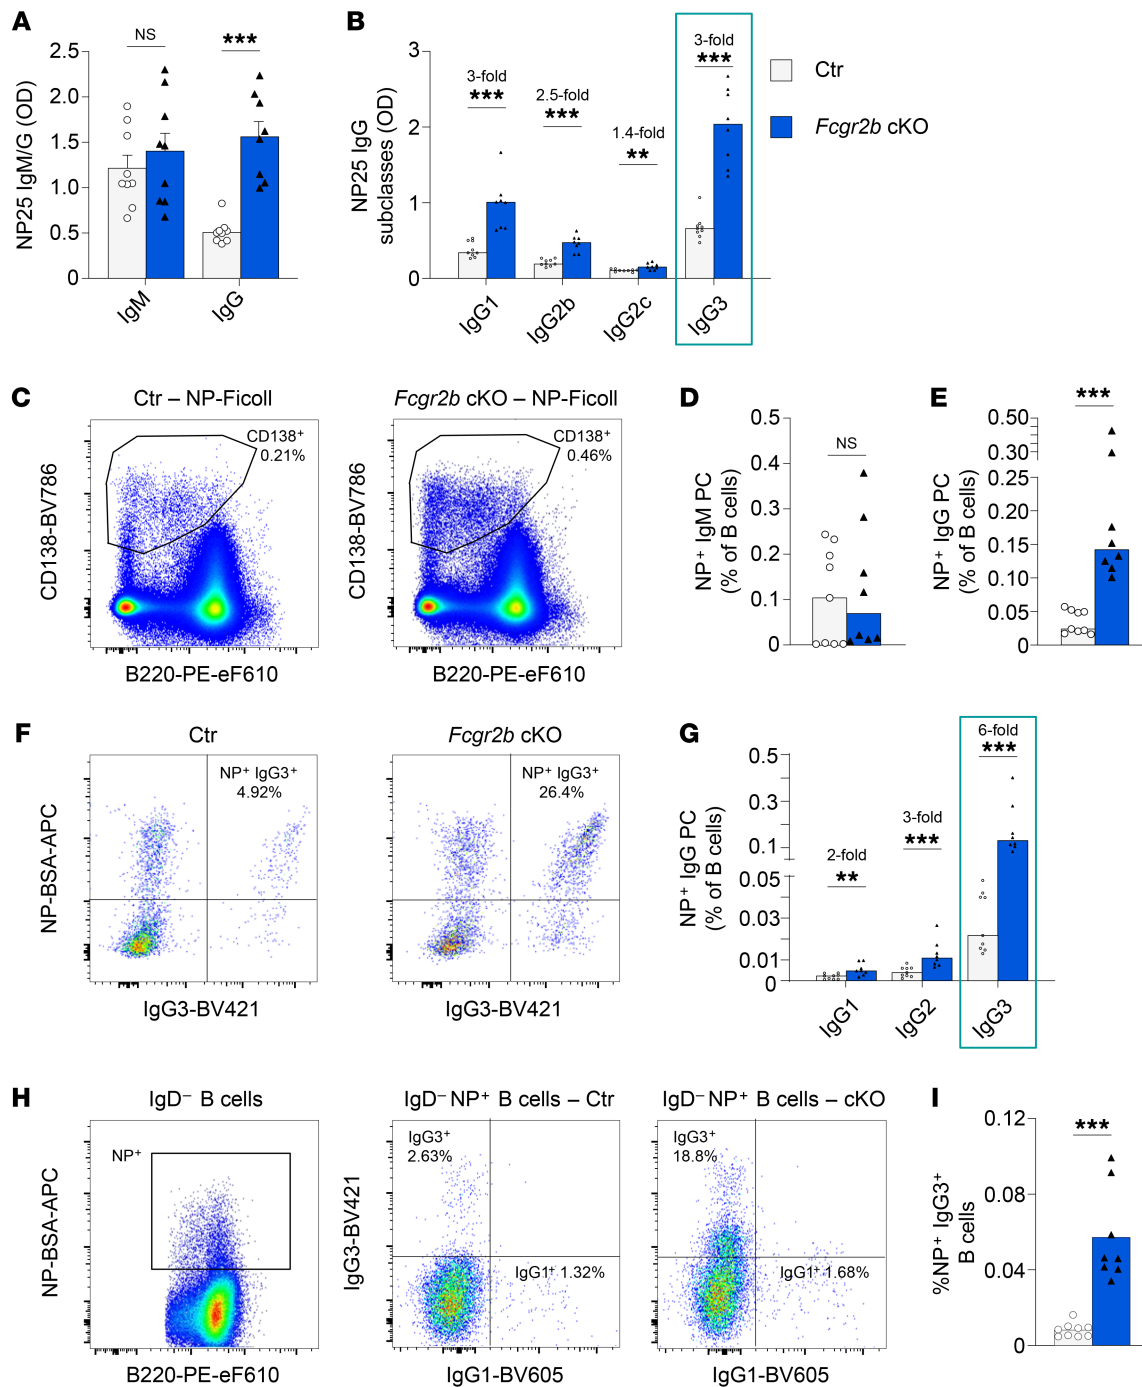 A
NP25 IgM/G (OD)
2.5
2.0
1.5
1.0
0.5
0
NS
***
IgM
IgG
B
NP25 IgG
subclasses (OD)
3
2
1
0
3-fold
***
2.5-fold
***
1.4-fold
**
3-fold
***
IgG1
IgG2b
IgG2c
IgG3
Ctr
Fcgr2b cKO
C
Ctr – NP-Ficoll
CD138+
0.21%
CD138-BV786
B220-PE-eF610
Fcgr2b cKO – NP-Ficoll
CD138+
0.46%
CD138-BV786
B220-PE-eF610
D
NP+ IgM PC
(% of B cells)
0.5
0.4
0.3
0.2
0.1
0
NS
E
NP+ IgG PC
(% of B cells)
0.50
0.30
0.25
0.20
0.15
0.10
0.05
0
***
F
Ctr
NP+ IgG3+
4.92%
NP-BSA-APC
IgG3-BV421
Fcgr2b cKO
NP+ IgG3+
26.4%
IgG3-BV421
G
NP+ IgG PC
(% of B cells)
0.5
0.3
0.1
0.05
0.03
0.01
0
2-fold
**
3-fold
***
6-fold
***
IgG1
IgG2
IgG3
H
IgD– B cells
NP+
NP-BSA-APC
B220-PE-eF610
IgD– NP+ B cells – Ctr
IgG3+
2.63%
IgG1+ 1.32%
IgG3-BV421
IgG1-BV605
IgD– NP+ B cells – cKO
IgG3+
18.8%
IgG1+ 1.68%
IgG1-BV605
I
%NP+ IgG3+
B cells
0.12
0.08
0.04
0
***